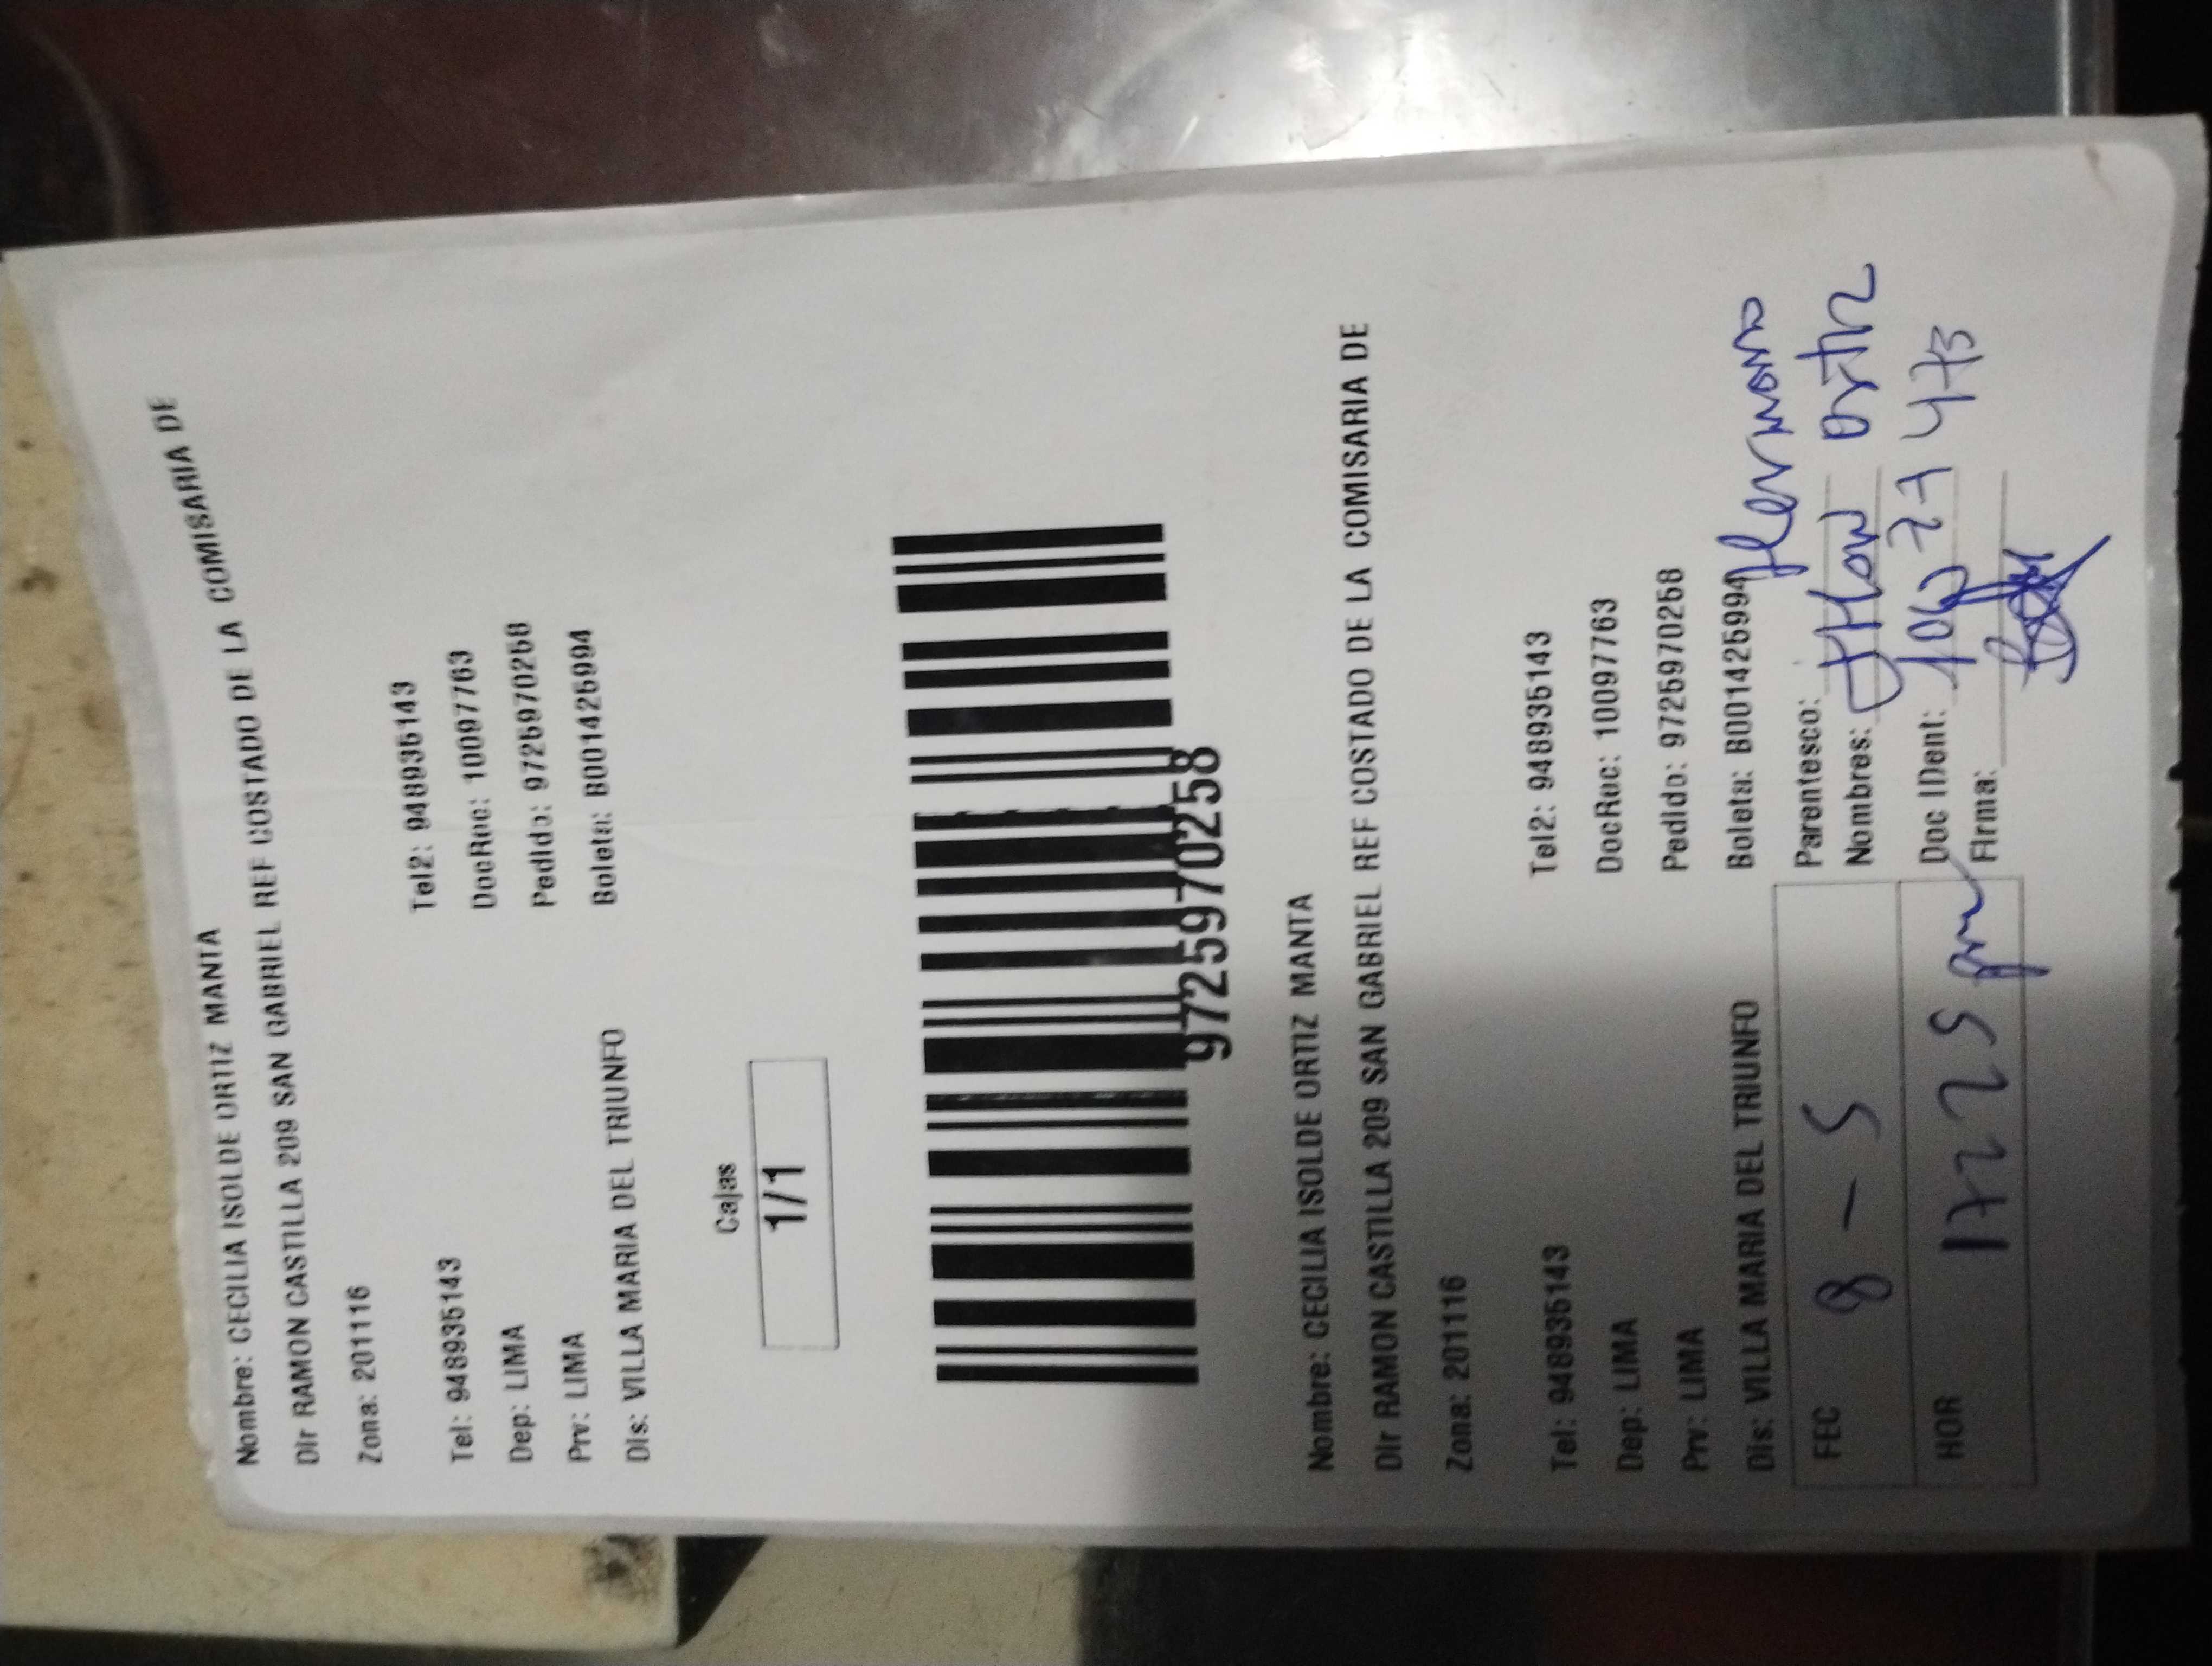 Nombre: CECILIA ISOLDE ORTIZ MANTA
Dir RAMON CASTILLA 209 SAN GABRIEL REF COSTADO DE LA COMISARIA DE
Zona: 201116
Tel: 948935143 Tel2: 948935143
Dep: LIMA DocRec: 10097763
Prv: LIMA Pedido: 9725970258
Dis: VILLA MARIA DEL TRIUNFO Boleta: B001425994
Cajas
1/1
9725970258
Nombre: CECILIA ISOLDE ORTIZ MANTA
Dir RAMON CASTILLA 209 SAN GABRIEL REF COSTADO DE LA COMISARIA DE
Zona: 201116
Tel: 948935143 Tel2: 948935143
Dep: LIMA DocRec: 10097763
Prv: LIMA Pedido: 9725970258
Dis: VILLA MARIA DEL TRIUNFO Boleta: B001425994
FEC 8 - 5
Parentesco: Hermano
Nombres: Ortiz
HOR 1725 pm
Doc IDent:
Firma: